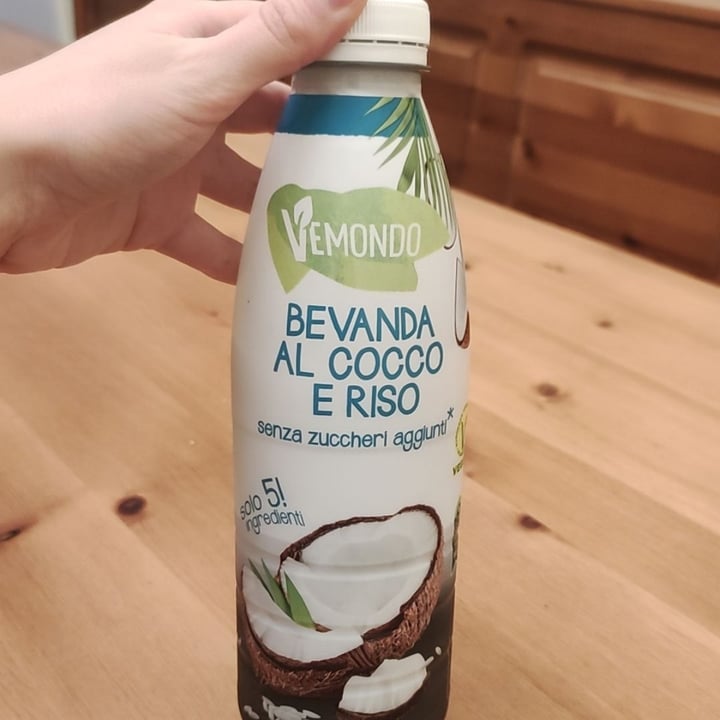 VEMONDO
BEVANDA
AL COCCO
E RISO
senza zuccheri aggiunti*
solo 5!
ingredienti